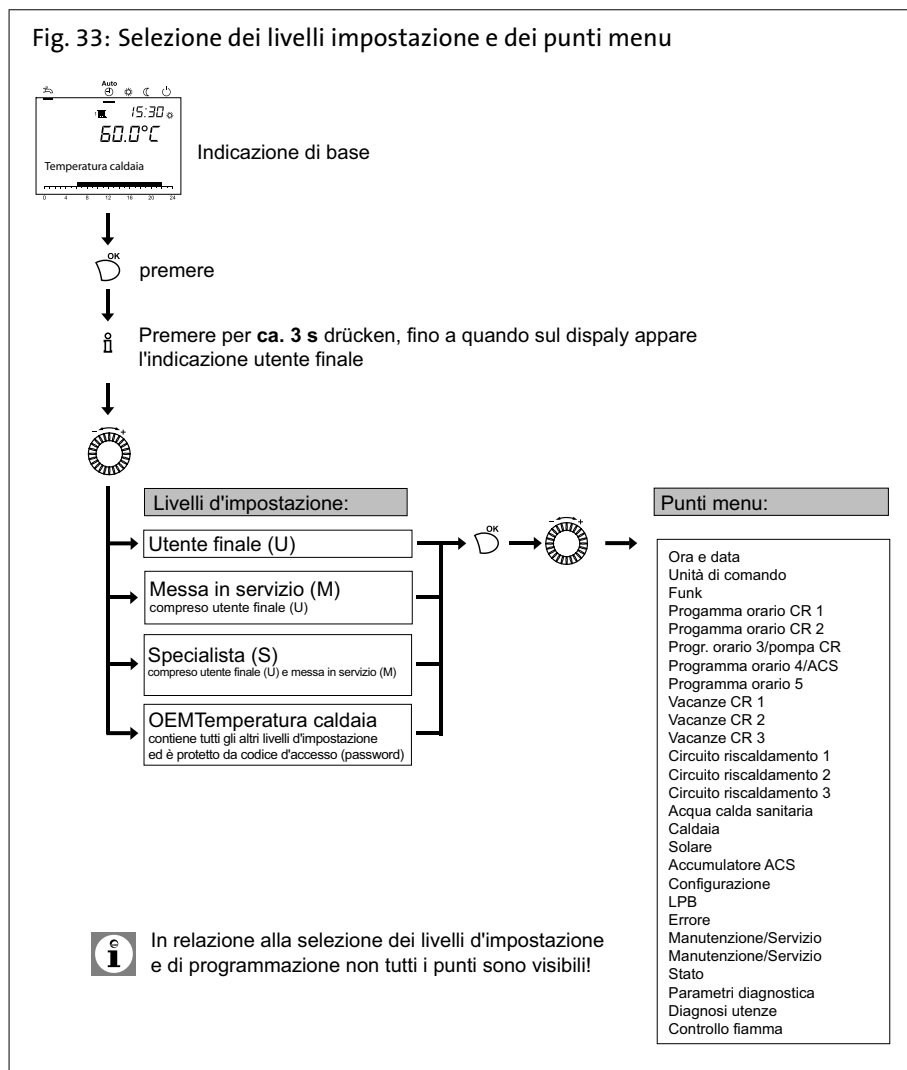 Fig. 33: Selezione dei livelli impostazione e dei punti menu
Auto
15:30
60.0°C
Temperatura caldaia
0 4 8 12 16 20 24
Indicazione di base
OK
premere
Premere per ca. 3 s drücken, fino a quando sul dispaly appare
l'indicazione utente finale
- +
Livelli d'impostazione:
Utente finale (U)
Messa in servizio (M)
compreso utente finale (U)
Specialista (S)
compreso utente finale (U) e messa in servizio (M)
OEMTemperatura caldaia
contiene tutti gli altri livelli d'impostazione
ed è protetto da codice d'accesso (password)
OK
- +
Punti menu:
Ora e data
Unità di comando
Funk
Progamma orario CR 1
Progamma orario CR 2
Progr. orario 3/pompa CR
Programma orario 4/ACS
Programma orario 5
Vacanze CR 1
Vacanze CR 2
Vacanze CR 3
Circuito riscaldamento 1
Circuito riscaldamento 2
Circuito riscaldamento 3
Acqua calda sanitaria
Caldaia
Solare
Accumulatore ACS
Configurazione
LPB
Errore
Manutenzione/Servizio
Manutenzione/Servizio
Stato
Parametri diagnostica
Diagnosi utenze
Controllo fiamma
In relazione alla selezione dei livelli d'impostazione
e di programmazione non tutti i punti sono visibili!